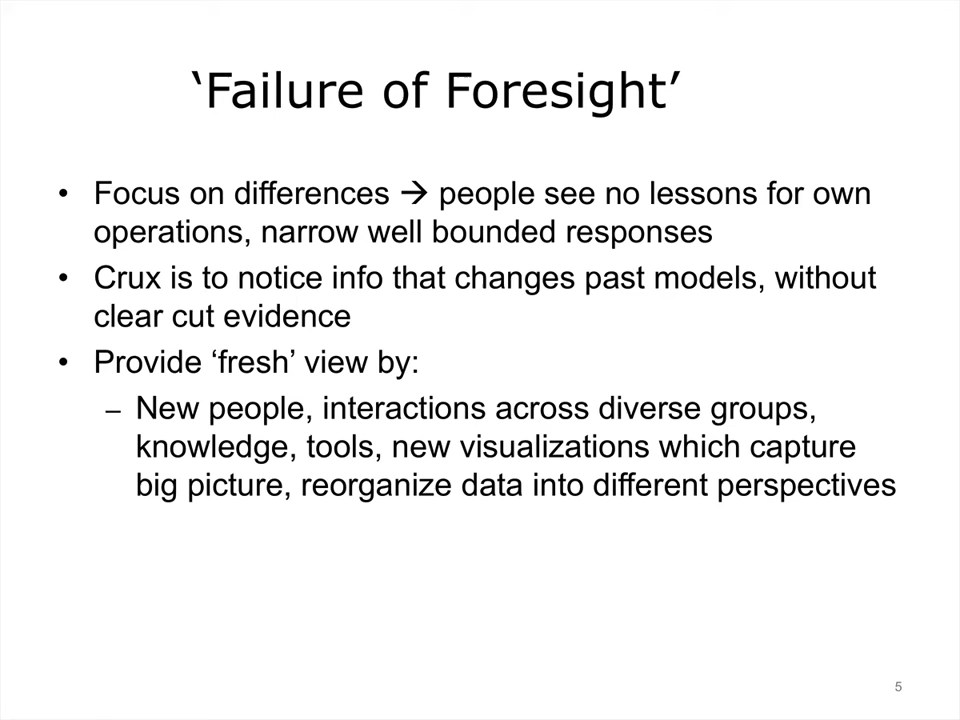 ‘Failure of Foresight’
• Focus on differences → people see no lessons for own
operations, narrow well bounded responses
• Crux is to notice info that changes past models, without
clear cut evidence
• Provide ‘fresh’ view by:
– New people, interactions across diverse groups,
knowledge, tools, new visualizations which capture
big picture, reorganize data into different perspectives
5